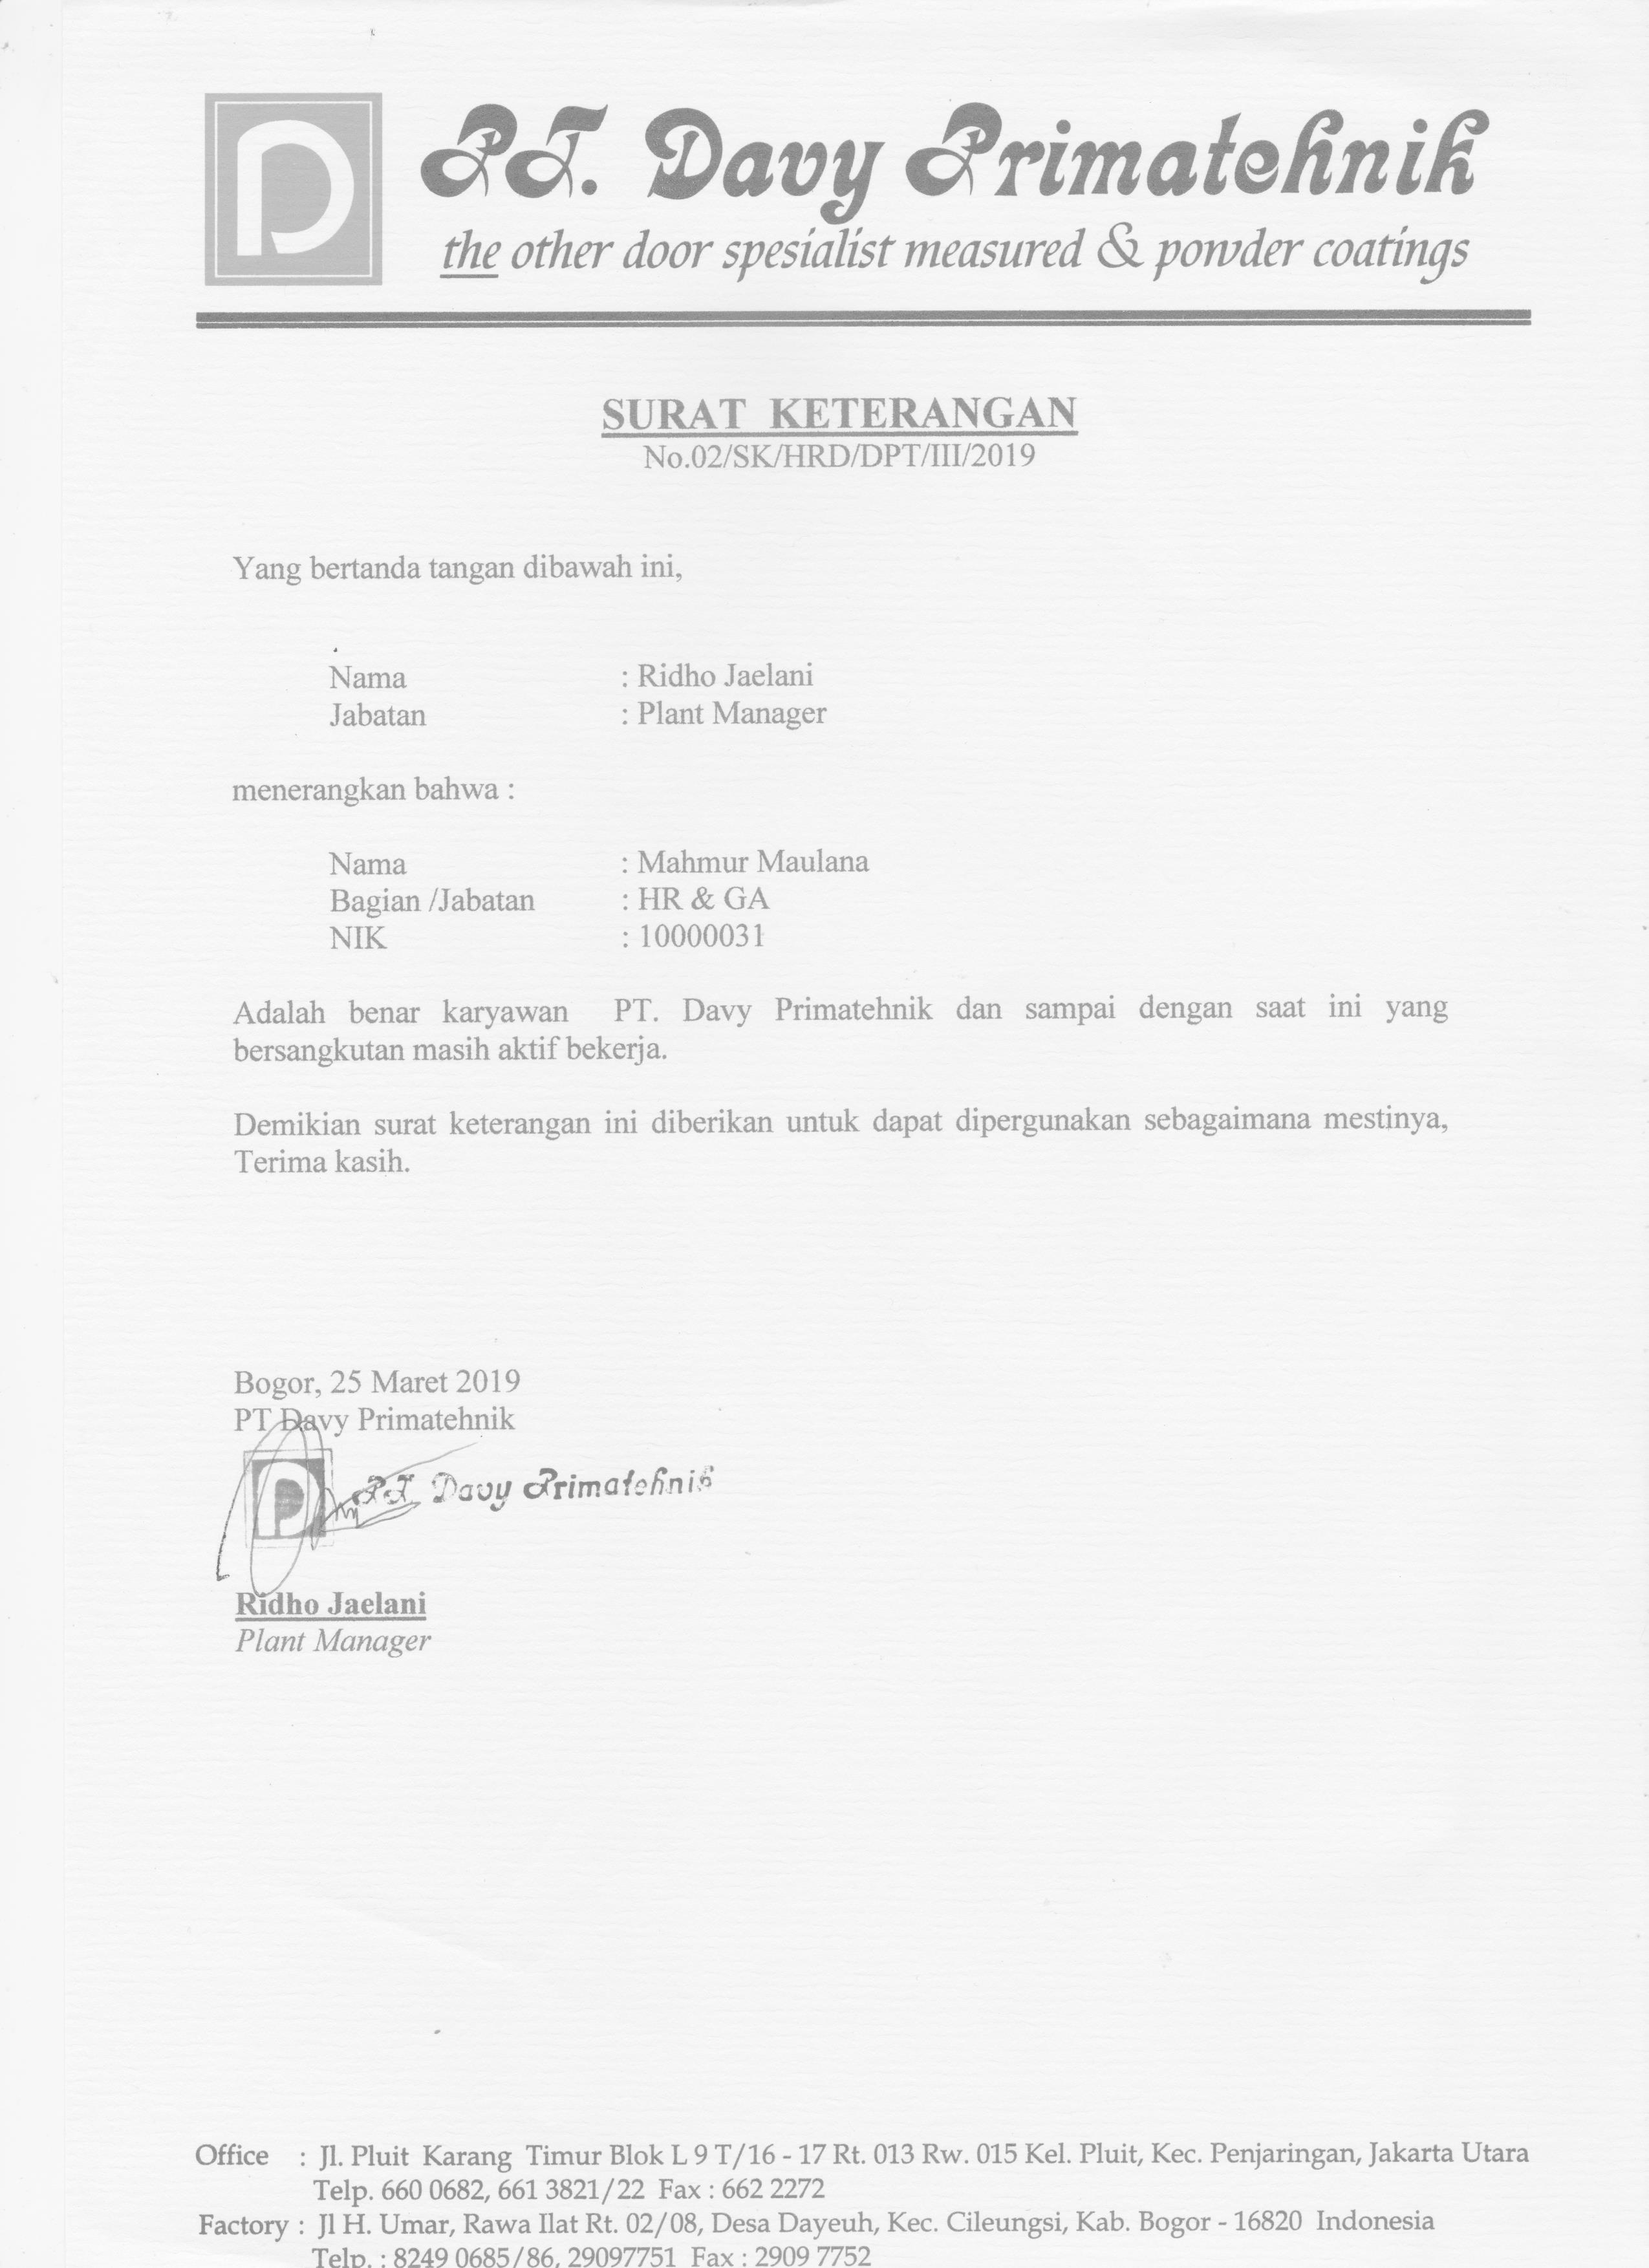 PT. Davy Primatehnik
the other door spesialist measured & powder coatings
SURAT KETERANGAN
No.02/SK/HRD/DPT/III/2019
Yang bertanda tangan dibawah ini,
Nama : Ridho Jaelani
Jabatan : Plant Manager
menerangkan bahwa :
Nama : Mahmur Maulana
Bagian /Jabatan : HR & GA
NIK : 10000031
Adalah benar karyawan PT. Davy Primatehnik dan sampai dengan saat ini yang
bersangkutan masih aktif bekerja.
Demikian surat keterangan ini diberikan untuk dapat dipergunakan sebagaimana mestinya,
Terima kasih.
Bogor, 25 Maret 2019
PT Davy Primatehnik
PT Davy Primatehnik
Ridho Jaelani
Plant Manager
Office : Jl. Pluit Karang Timur Blok L 9 T/16 - 17 Rt. 013 Rw. 015 Kel. Pluit, Kec. Penjaringan, Jakarta Utara
Telp. 660 0682, 661 3821/22 Fax : 662 2272
Factory : Jl H. Umar, Rawa Ilat Rt. 02/08, Desa Dayeuh, Kec. Cileungsi, Kab. Bogor - 16820 Indonesia
Telp. : 8249 0685/86, 29097751 Fax : 2909 7752